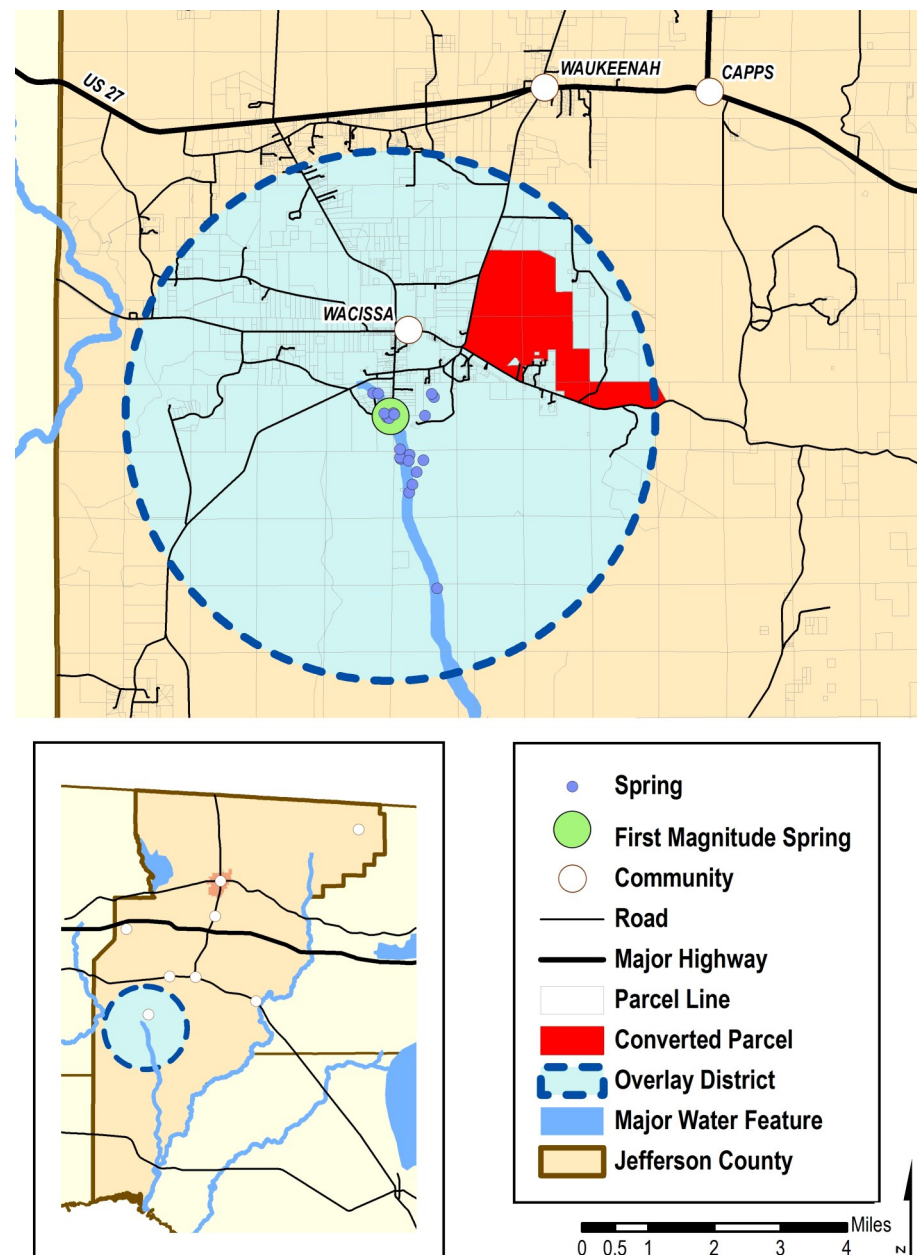 WAUKEENAH
CAPPS
US 27
WACISSA
Spring
First Magnitude Spring
Community
Road
Major Highway
Parcel Line
Converted Parcel
Overlay District
Major Water Feature
Jefferson County
Miles
0 0.5 1 2 3 4
N